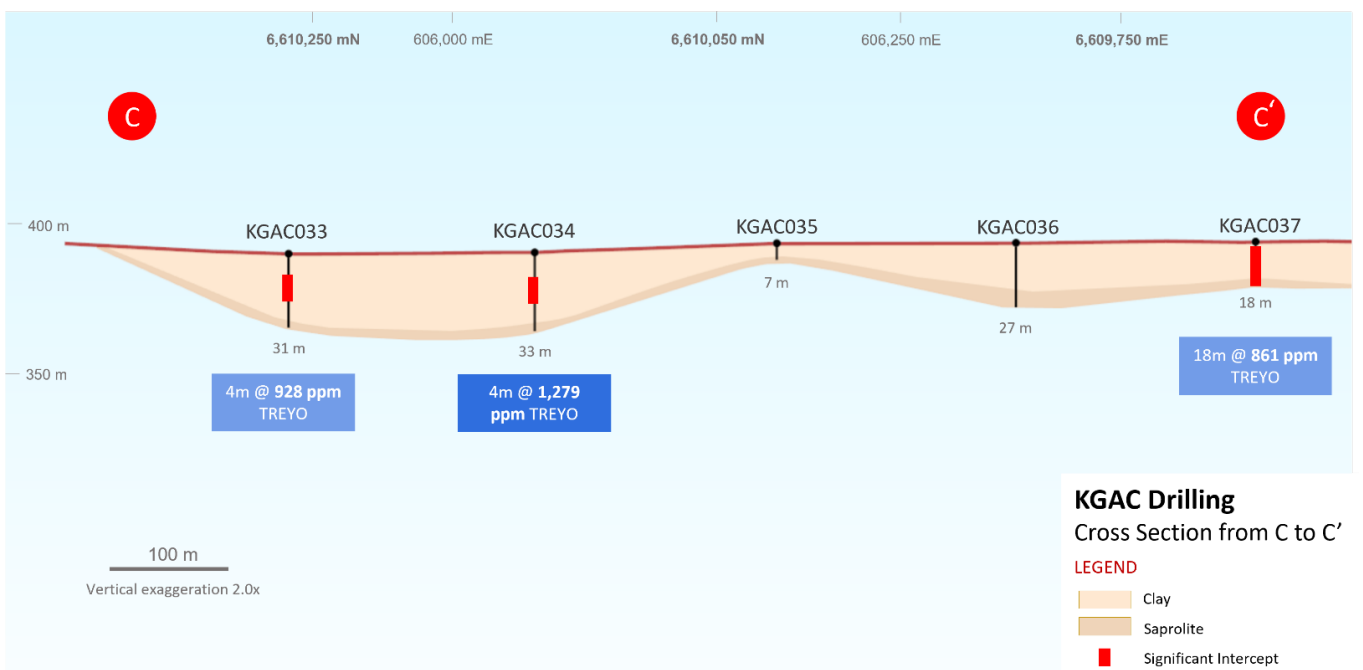 6,610,250 mN
606,000 mE
6,610,050 mN
606,250 mE
6,609,750 mE
C
C‘
400 m
KGAC033
KGAC034
KGAC035
KGAC036
KGAC037
7 m
18 m
27 m
31 m
33 m
350 m
4m @ 928 ppm
TREYO
4m @ 1,279
ppm TREYO
18m @ 861 ppm
TREYO
100 m
Vertical exaggeration 2.0x
KGAC Drilling
Cross Section from C to C’
LEGEND
Clay
Saprolite
Significant Intercept